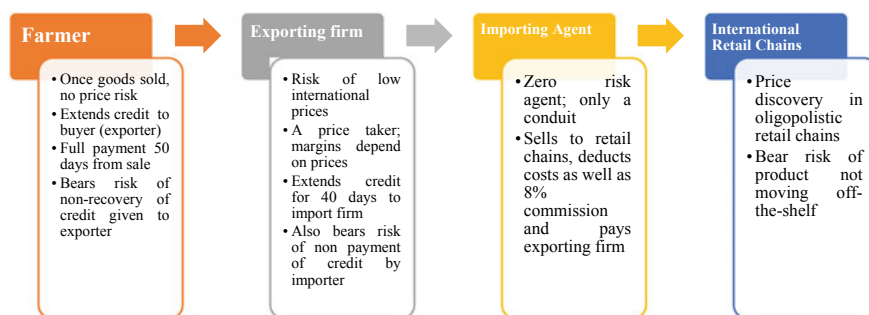 Farmer
• Once goods sold,
no price risk
• Extends credit to
buyer (exporter)
• Full payment 50
days from sale
• Bears risk of
non-recovery of
credit given to
exporter
Exporting firm
• Risk of low
international
prices
• A price taker;
margins depend
on prices
• Extends credit
for 40 days to
import firm
• Also bears risk
of non payment
of credit by
importer
Importing Agent
• Zero risk
agent; only a
conduit
• Sells to retail
chains, deducts
costs as well as
8%
commission
and pays
exporting firm
International
Retail Chains
• Price
discovery in
oligopolistic
retail chains
• Bear risk of
product not
moving off-
the-shelf